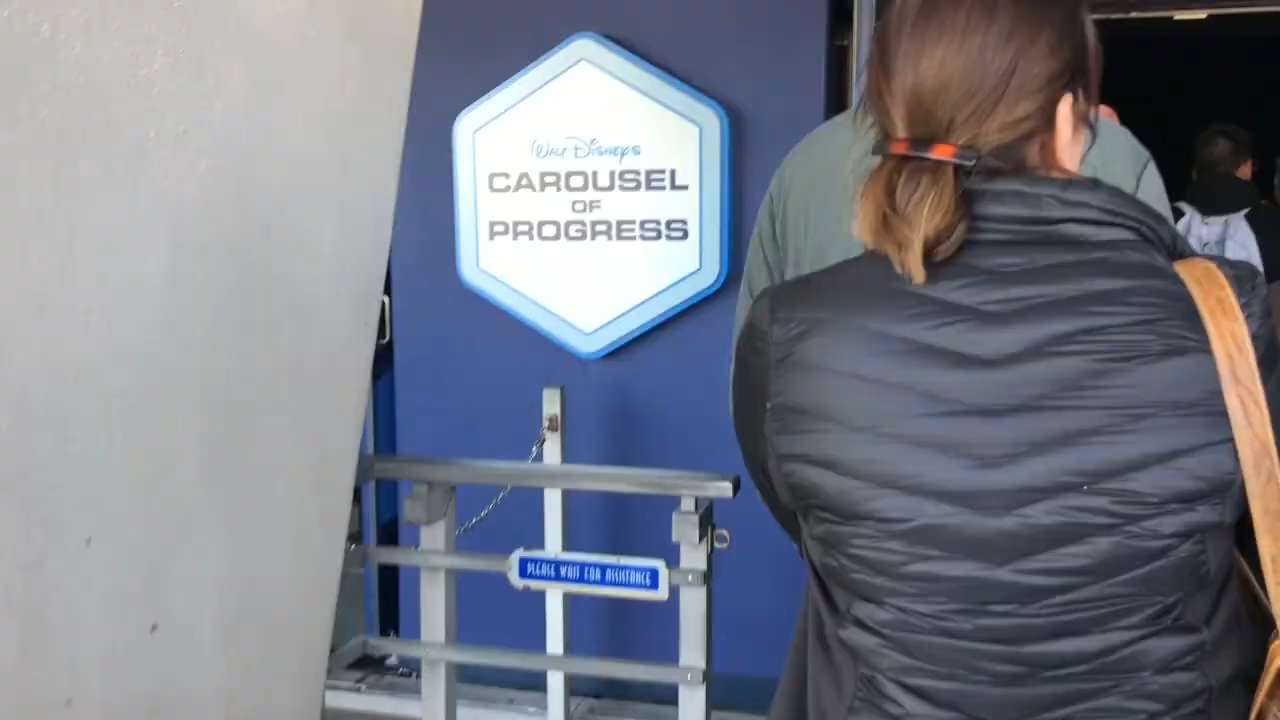 Walt Disney's
CAROUSEL
OF
PROGRESS
PLEASE WAIT FOR ASSISTANCE